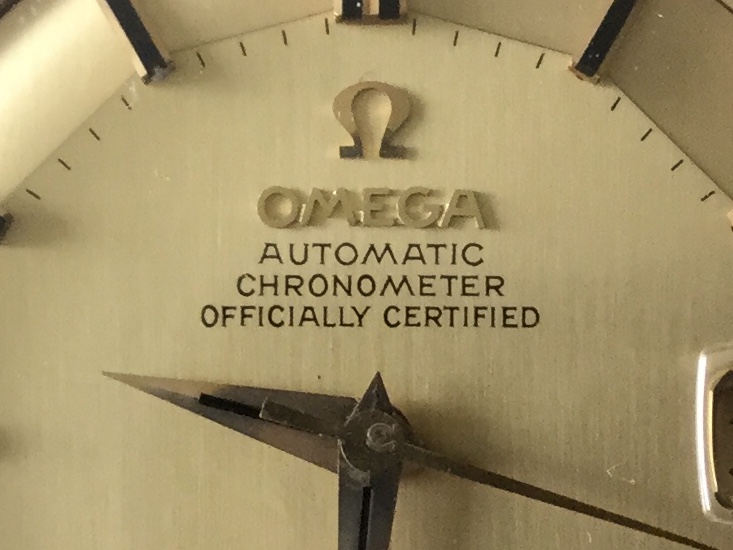 Ω
OMEGA
AUTOMATIC
CHRONOMETER
OFFICIALLY CERTIFIED